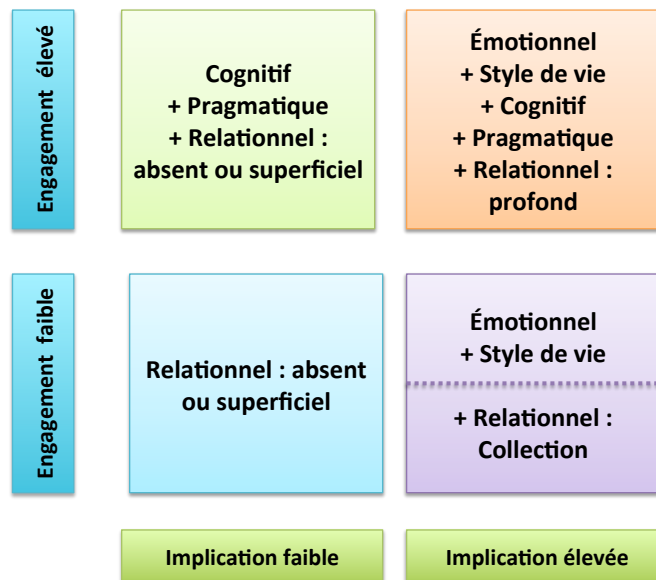 Engagement élevé
Cognitif
+ Pragmatique
+ Relationnel :
absent ou superficiel
Émotionnel
+ Style de vie
+ Cognitif
+ Pragmatique
+ Relationnel :
profond
Engagement faible
Relationnel : absent
ou superficiel
Émotionnel
+ Style de vie
+ Relationnel :
Collection
Implication faible
Implication élevée